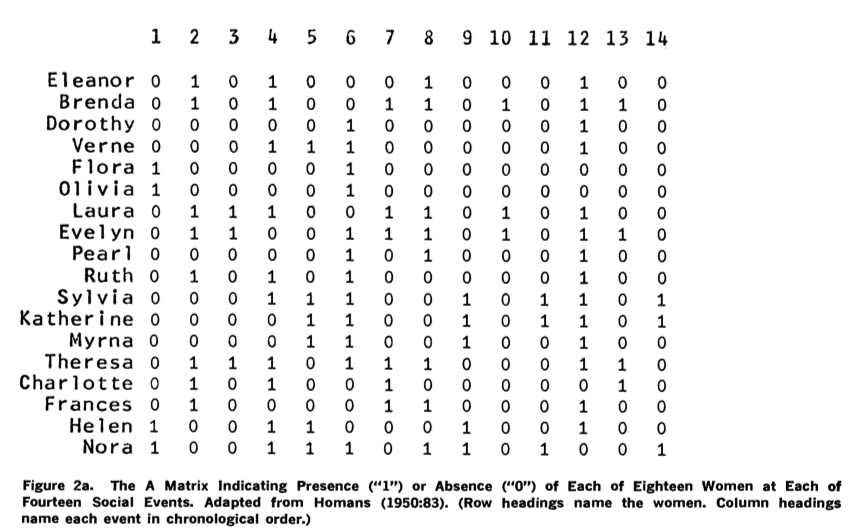 1 2 3 4 5 6 7 8 9 10 11 12 13 14
Eleanor 0 1 0 1 0 0 0 1 0 0 0 1 0 0
Brenda 0 1 0 1 0 0 1 1 0 1 0 1 1 0
Dorothy 0 0 0 0 0 1 0 0 0 0 0 1 0 0
Verne 0 0 0 1 1 1 0 0 0 0 0 1 0 0
Flora 1 0 0 0 0 1 0 0 0 0 0 0 0 0
Olivia 1 0 0 0 0 1 0 0 0 0 0 0 0 0
Laura 0 1 1 1 0 0 1 1 0 1 0 1 0 0
Evelyn 0 1 1 0 0 1 1 1 0 1 0 1 1 0
Pearl 0 0 0 0 0 1 0 1 0 0 0 1 0 0
Ruth 0 1 0 1 0 1 0 0 0 0 0 1 0 0
Sylvia 0 0 0 1 1 1 0 0 1 0 1 1 0 1
Katherine 0 0 0 0 1 1 0 0 1 0 1 1 0 1
Myrna 0 0 0 0 1 1 0 0 1 0 0 1 0 0
Theresa 0 1 1 1 0 1 1 1 0 0 0 1 1 0
Charlotte 0 1 0 1 0 0 1 0 0 0 0 0 1 0
Frances 0 1 0 0 0 0 1 1 0 0 0 1 0 0
Helen 1 0 0 1 1 0 0 0 1 0 0 1 0 0
Nora 1 0 0 1 1 1 0 1 1 0 1 0 0 1
Figure 2a. The A Matrix Indicating Presence (“1”) or Absence (“0”) of Each of Eighteen Women at Each of
Fourteen Social Events. Adapted from Homans (1950:83). (Row headings name the women. Column headings
name each event in chronological order.)